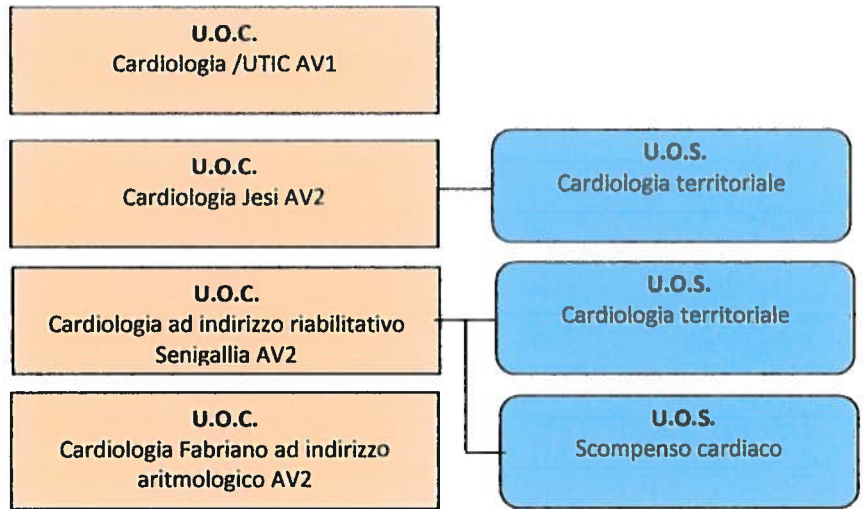 U.O.C.
Cardiologia /UTIC AV1
U.O.C.
Cardiologia Jesi AV2
U.O.S.
Cardiologia territoriale
U.O.C.
Cardiologia ad indirizzo riabilitativo
Senigallia AV2
U.O.S.
Cardiologia territoriale
U.O.C.
Cardiologia Fabriano ad indirizzo
aritmologico AV2
U.O.S.
Scompenso cardiaco